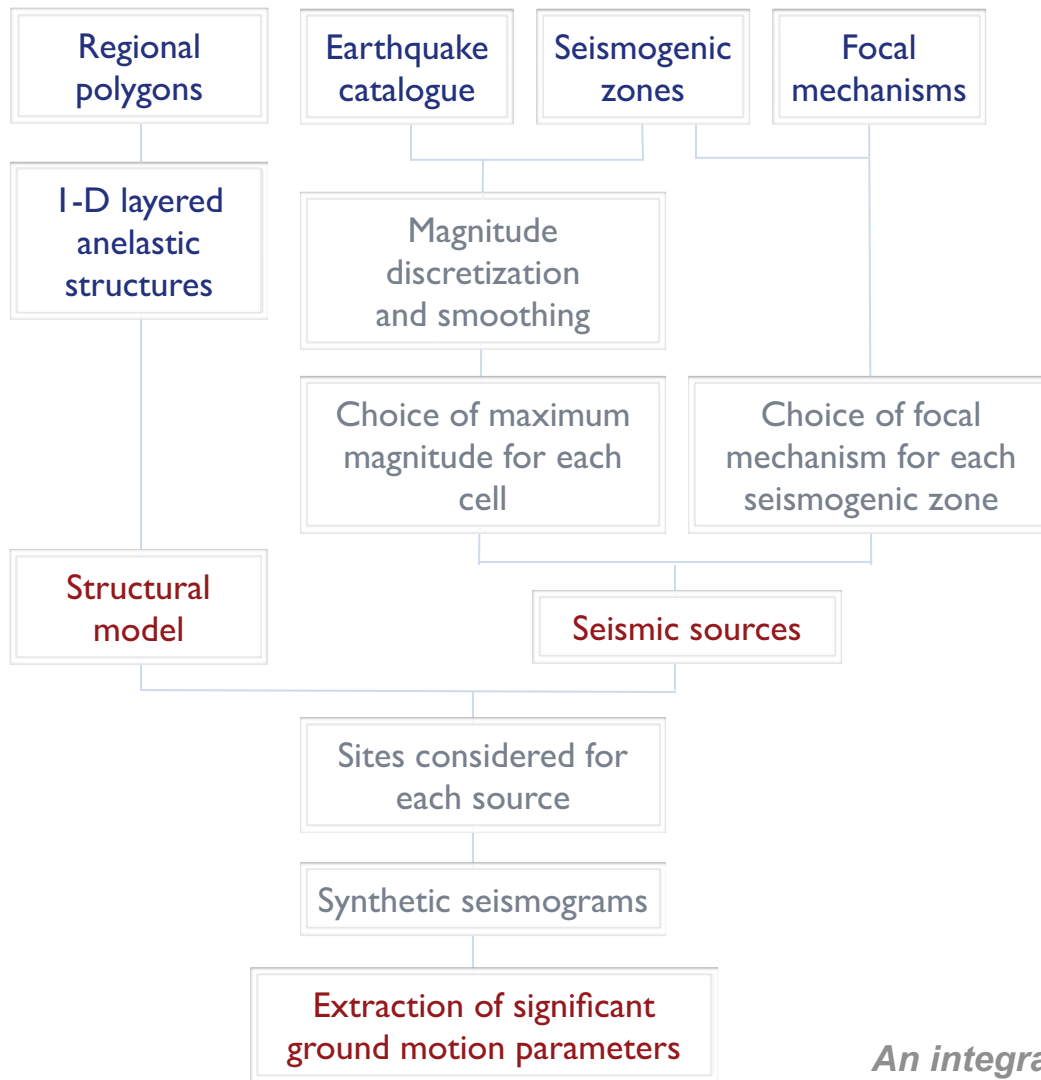 Regional
polygons
Earthquake
catalogue
Seismogenic
zones
Focal
mechanisms
1-D layered
anelastic
structures
Magnitude
discretization
and smoothing
Choice of maximum
magnitude for each
cell
Choice of focal
mechanism for each
seismogenic zone
Structural
model
Seismic sources
Sites considered for
each source
Synthetic seismograms
Extraction of significant
ground motion parameters
An integra